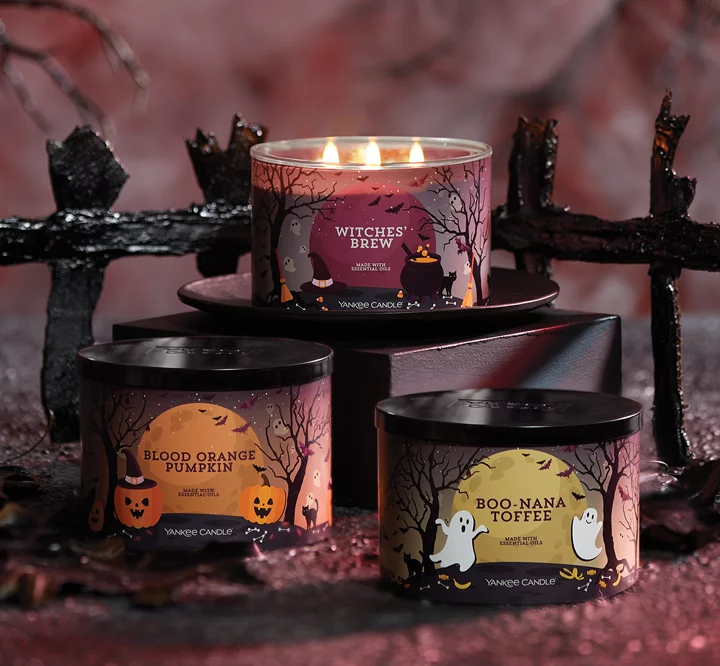 WITCHES'
BREW
MADE WITH
ESSENTIAL OILS
YANKEE CANDLE
BLOOD ORANGE
PUMPKIN
MADE WITH
ESSENTIAL OILS
YANKEE CANDLE
BOO-NANA
TOFFEE
MADE WITH
ESSENTIAL OILS
YANKEE CANDLE